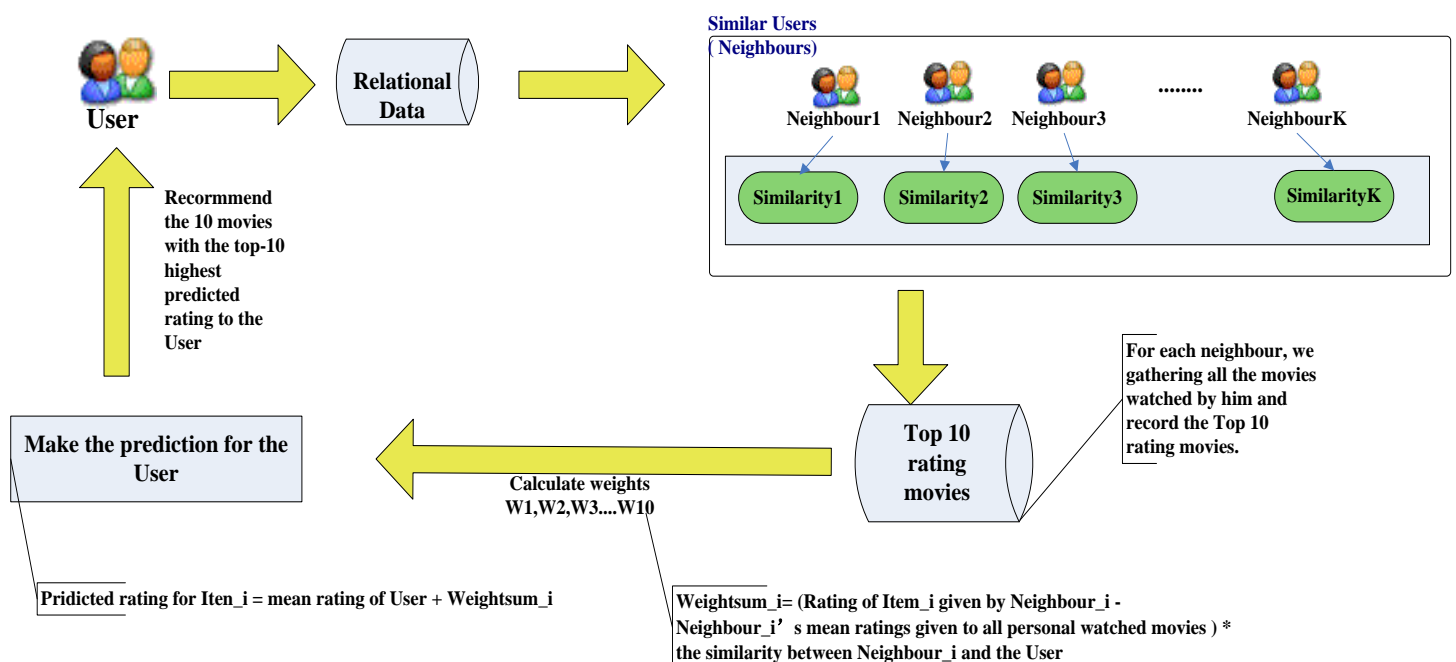 Similar Users
( Neighbours)
User
Relational
Data
Neighbour1
Neighbour2
Neighbour3
........
NeighbourK
Similarity1
Similarity2
Similarity3
SimilarityK
Recormmend
the 10 movies
with the top-10
highest
predicted
rating to the
User
For each neighbour, we
gathering all the movies
watched by him and
record the Top 10
rating movies.
Top 10
rating
movies
Calculate weights
W1,W2,W3....W10
Make the prediction for the
User
Pridicted rating for Iten_i = mean rating of User + Weightsum_i
Weightsum_i= (Rating of Item_i given by Neighbour_i -
Neighbour_i’ s mean ratings given to all personal watched movies ) *
the similarity between Neighbour_i and the User